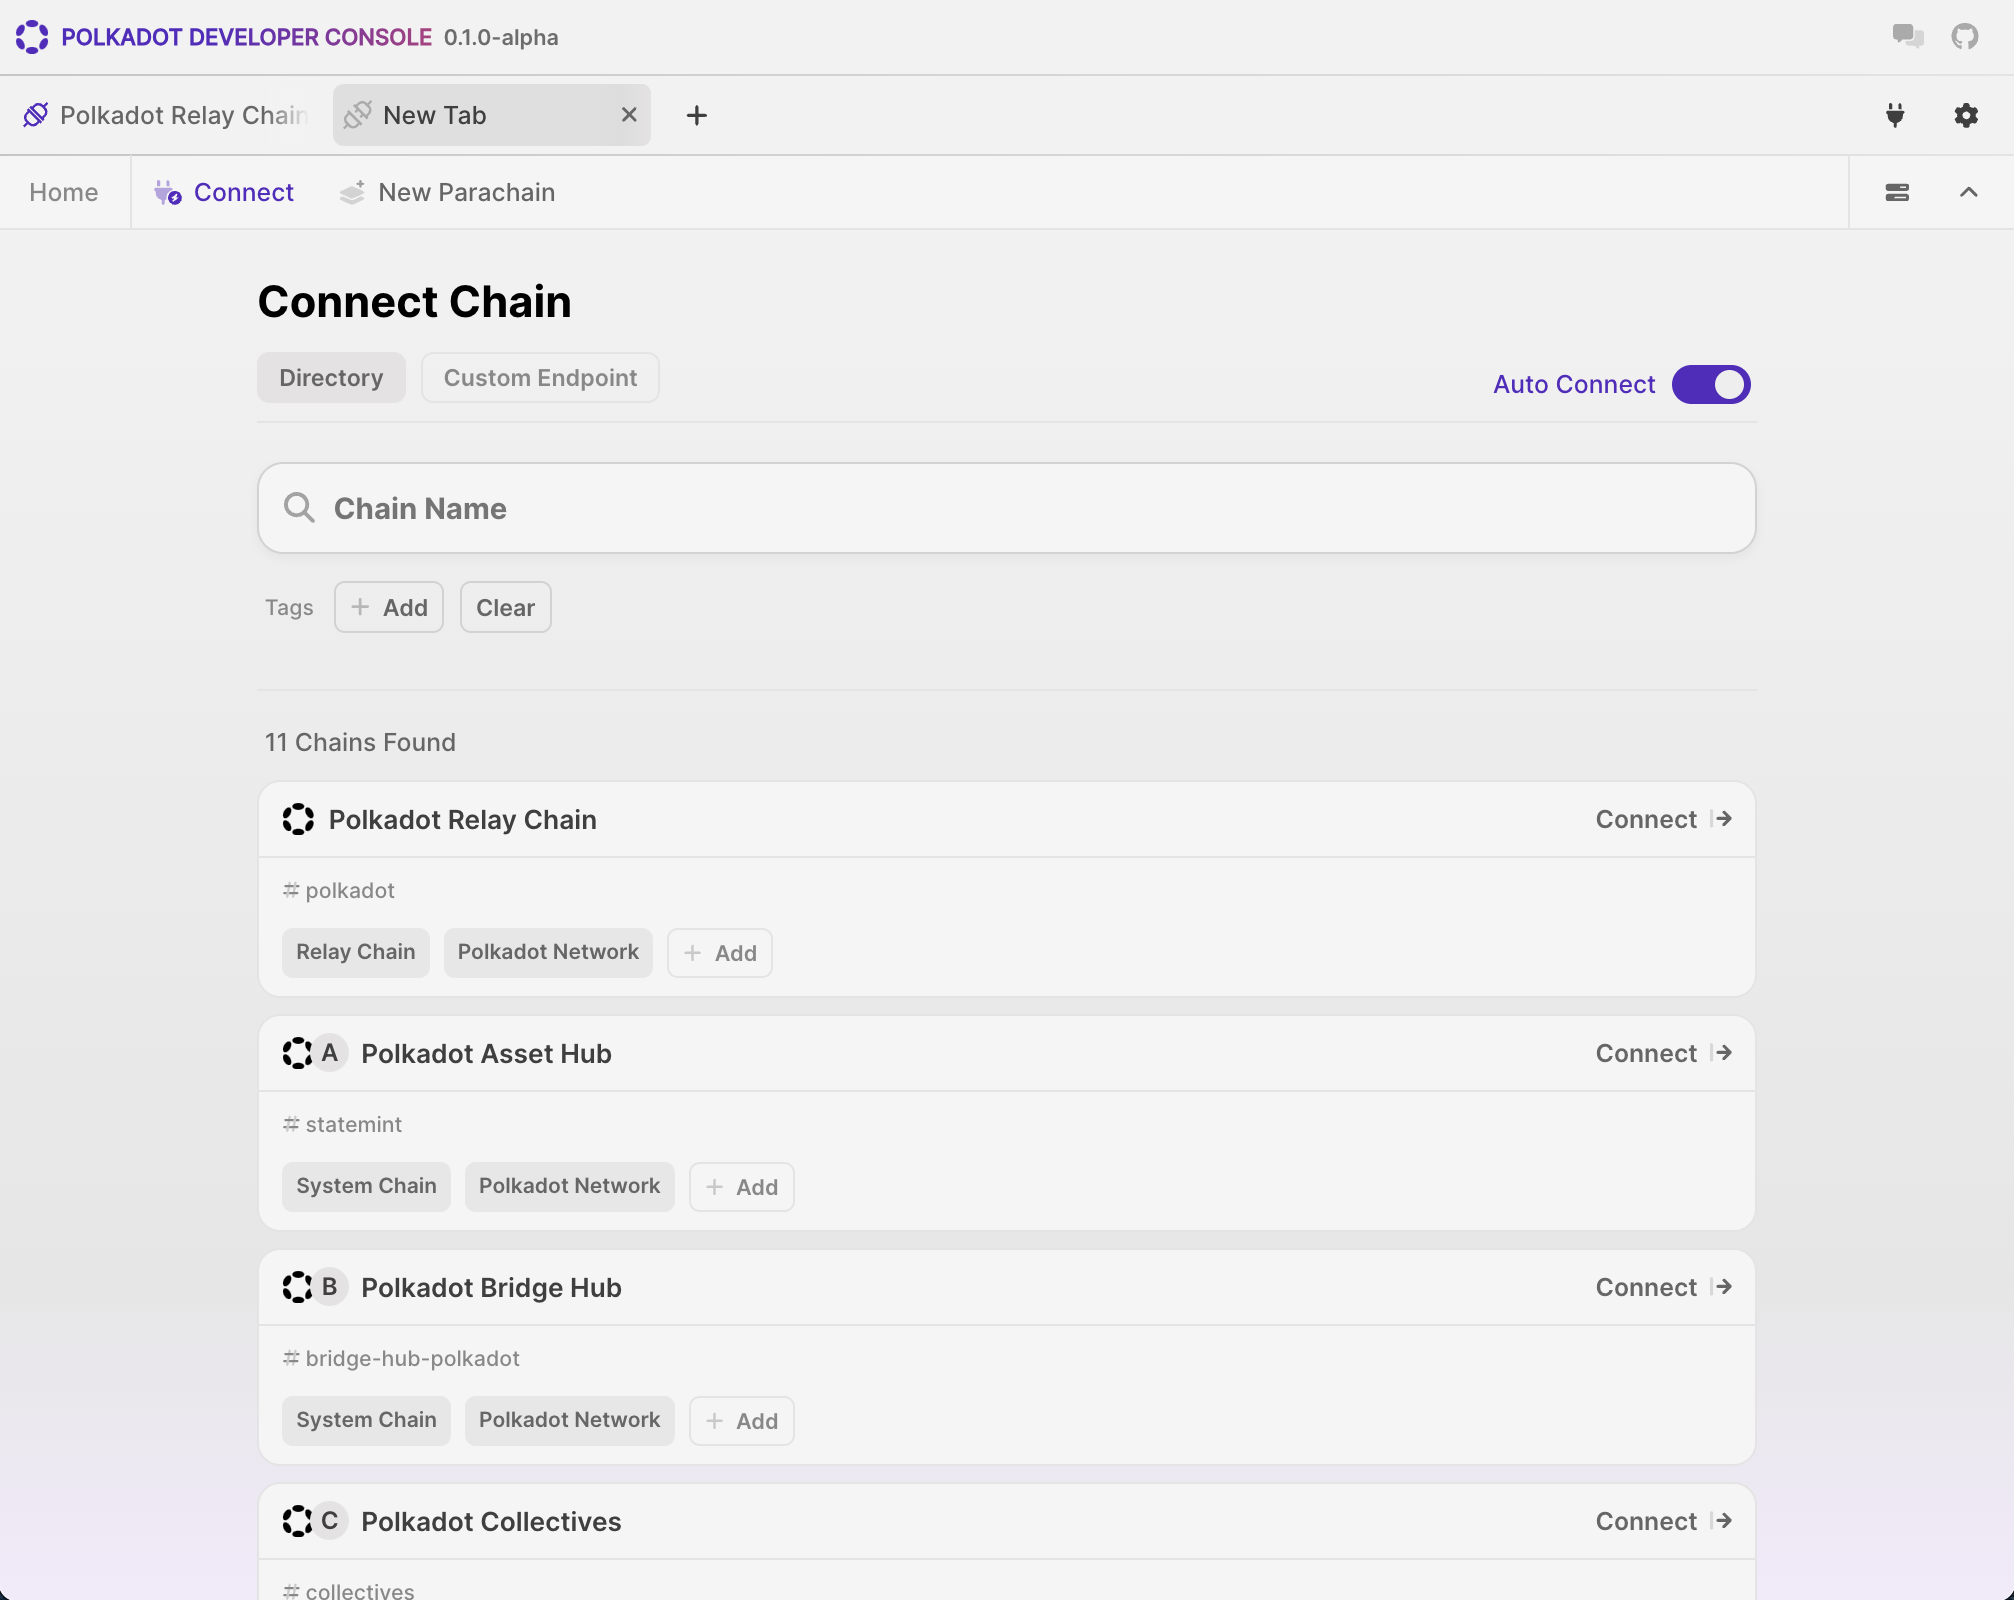 POLKADOT DEVELOPER CONSOLE 0.1.0-alpha
Polkadot Relay Chain New Tab
Home Connect New Parachain
Connect Chain
Directory Custom Endpoint Auto Connect
Chain Name
Tags Add Clear
11 Chains Found
Polkadot Relay Chain Connect
# polkadot
Relay Chain Polkadot Network + Add
A Polkadot Asset Hub Connect
# statemint
System Chain Polkadot Network + Add
B Polkadot Bridge Hub Connect
# bridge-hub-polkadot
System Chain Polkadot Network + Add
C Polkadot Collectives Connect
# collectives